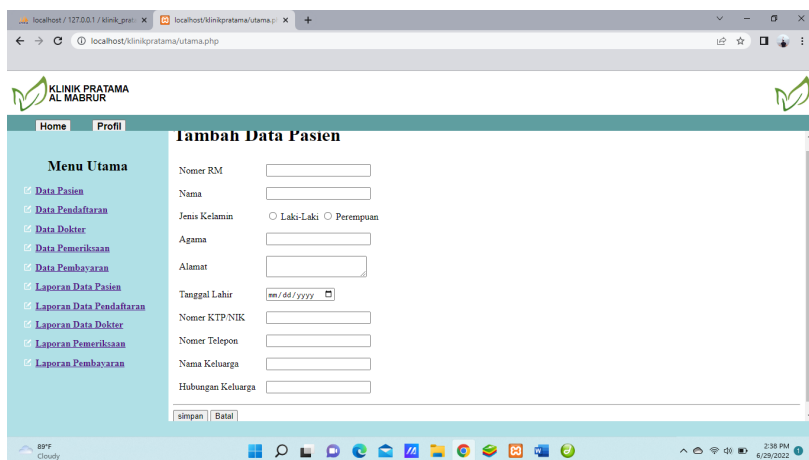 localhost / 127.0.0.1 / klinik_prat
localhost/klinikpratama/utama.p
localhost/klinikpratama/utama.php
KLINIK PRATAMA
AL MABRUR
Home Profil
Tambah Data Pasien
Menu Utama
Data Pasien
Data Pendaftaran
Data Dokter
Data Pemeriksaan
Data Pembayaran
Laporan Data Pasien
Laporan Data Pendaftaran
Laporan Data Dokter
Laporan Pemeriksaan
Laporan Pembayaran
Nomer RM
Nama
Jenis Kelamin Laki-Laki Perempuan
Agama
Alamat
Tanggal Lahir mm/dd/yyyy
Nomer KTP/NIK
Nomer Telepon
Nama Keluarga
Hubungan Keluarga
simpan Batal
89°F
Cloudy
2:38 PM
6/29/2022